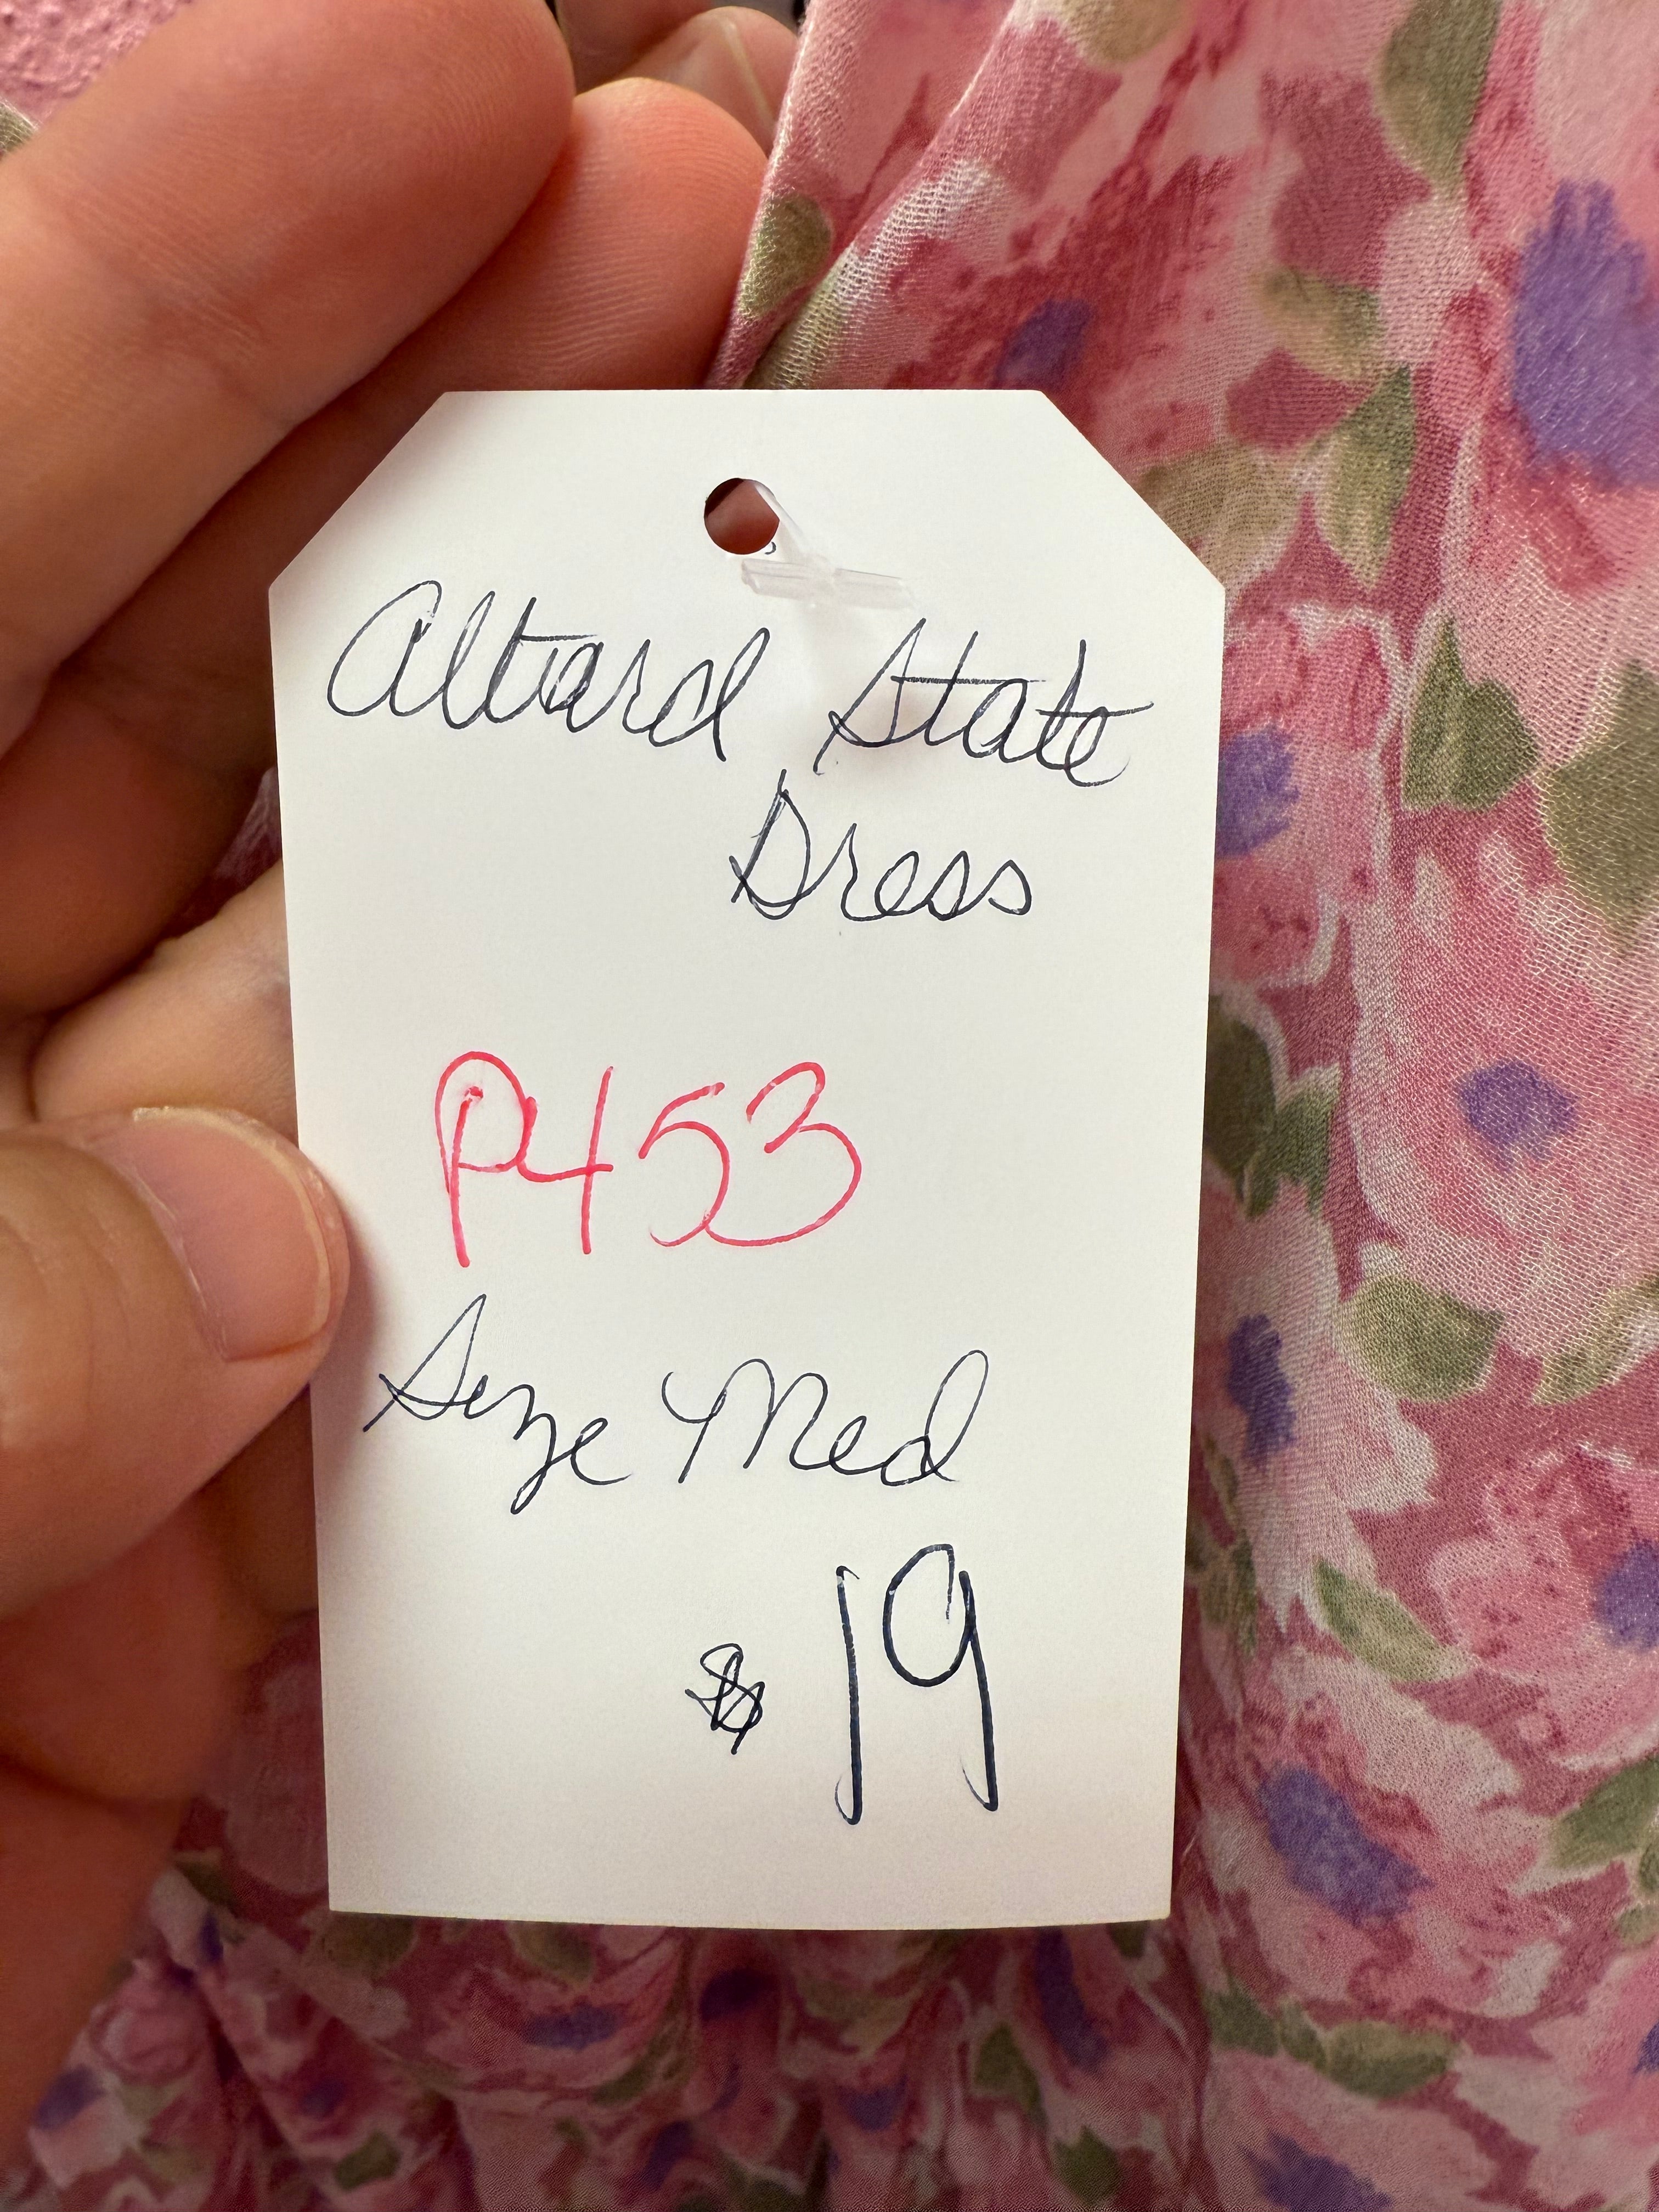 Altard State
Dress
P453
Size Med
$ 19